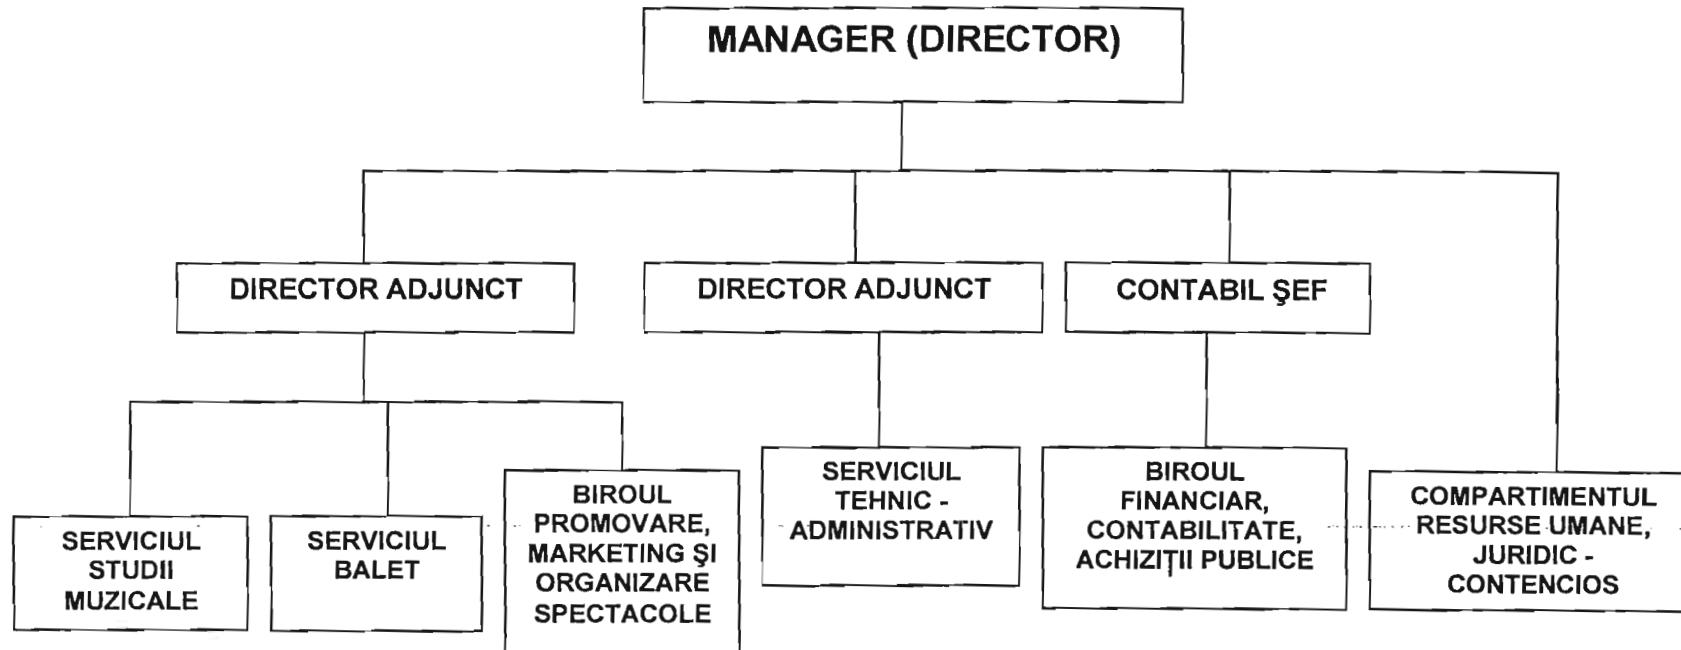 MANAGER (DIRECTOR)
DIRECTOR ADJUNCT
DIRECTOR ADJUNCT
CONTABIL ŞEF
SERVICIUL
STUDII
MUZICALE
SERVICIUL
BALET
BIROUL
PROMOVARE,
MARKETING ŞI
ORGANIZARE
SPECTACOLE
SERVICIUL
TEHNIC -
ADMINISTRATIV
BIROUL
FINANCIAR,
CONTABILITATE,
ACHIZIŢII PUBLICE
COMPARTIMENTUL
RESURSE UMANE,
JURIDIC -
CONTENCIOS